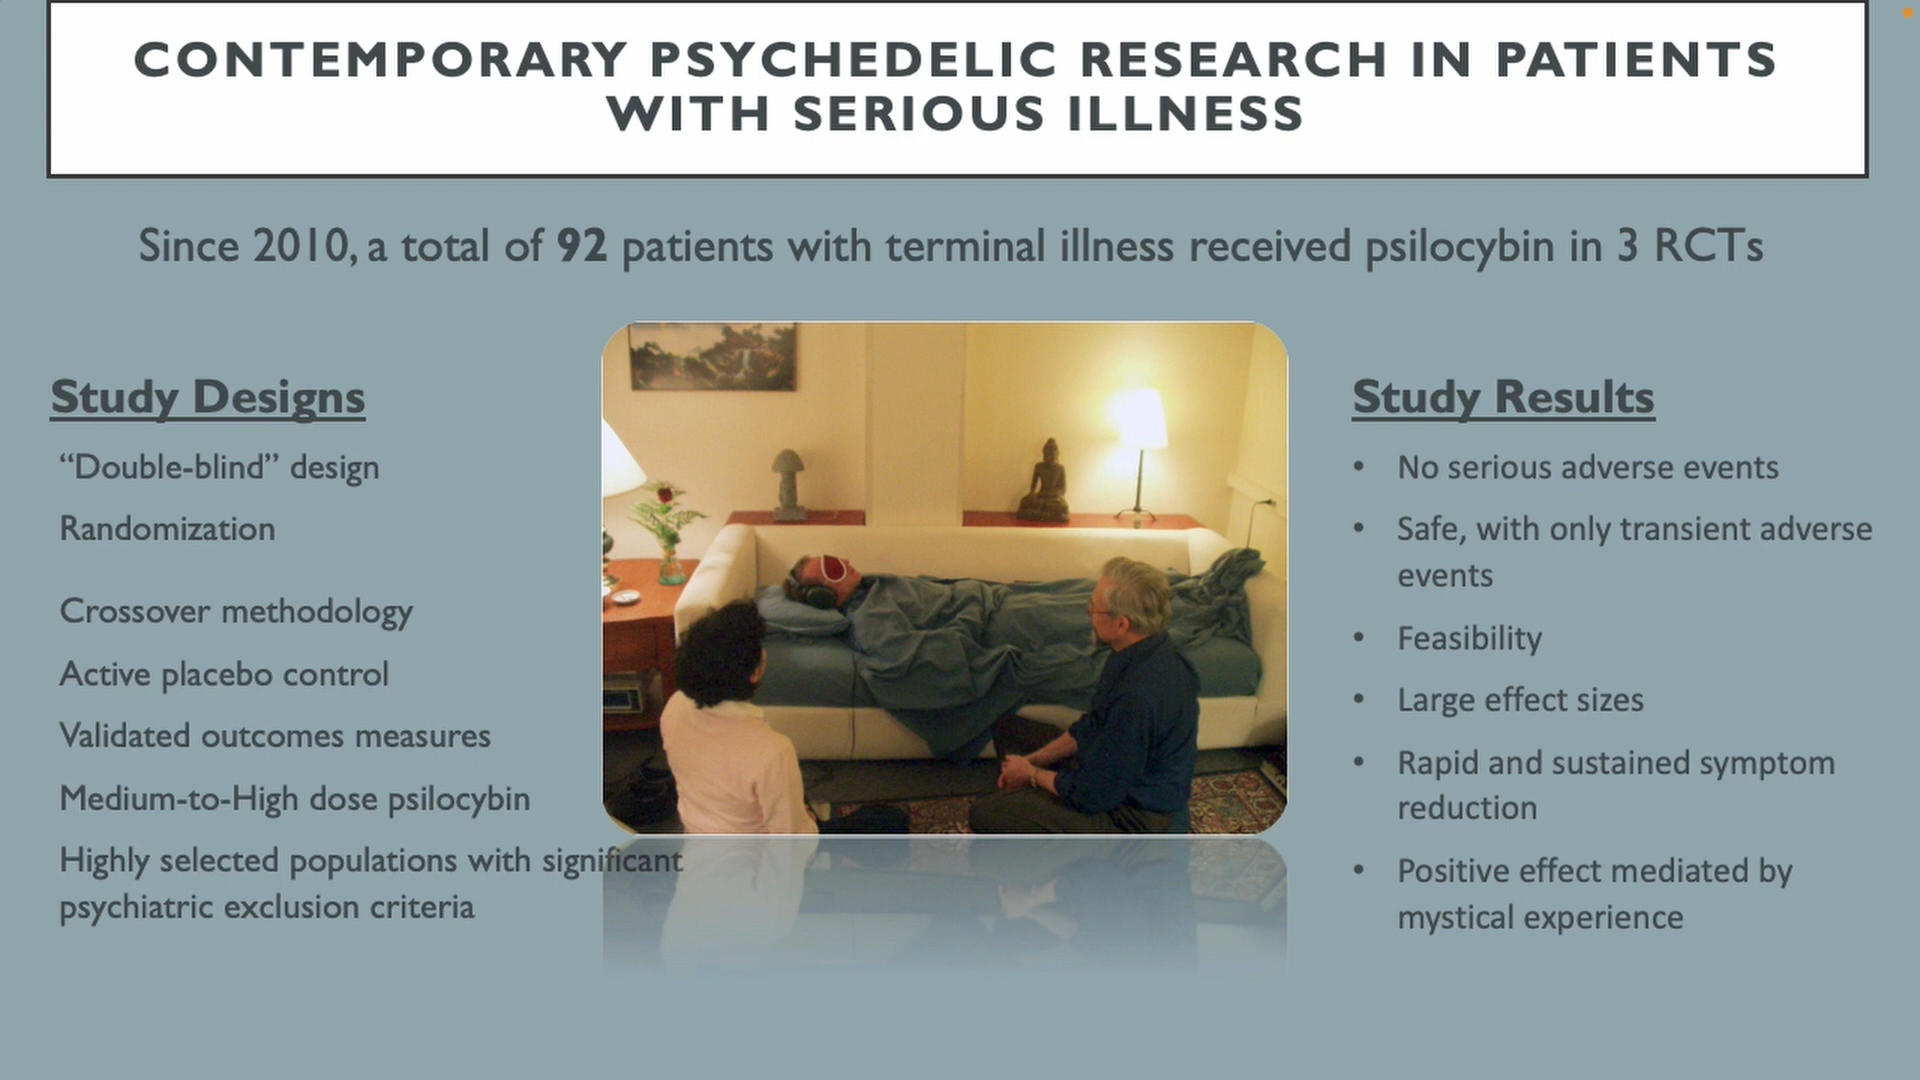 CONTEMPORARY PSYCHEDELIC RESEARCH IN PATIENTS
WITH SERIOUS ILLNESS
Since 2010, a total of 92 patients with terminal illness received psilocybin in 3 RCTs
Study Designs
“Double-blind” design
Randomization
Crossover methodology
Active placebo control
Validated outcomes measures
Medium-to-High dose psilocybin
Highly selected populations with significant
psychiatric exclusion criteria
Study Results
• No serious adverse events
• Safe, with only transient adverse
events
• Feasibility
• Large effect sizes
• Rapid and sustained symptom
reduction
• Positive effect mediated by
mystical experience